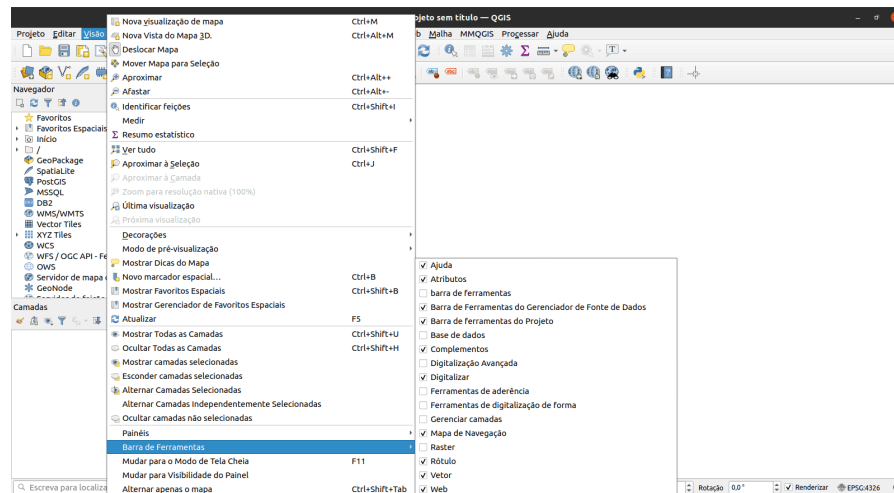 ojeto sem título — QGIS
Projeto Editar Visão
b Malha MMQGIS Processar Ajuda
Nova visualização de mapa Ctrl+M
Nova Vista do Mapa 3D. Ctrl+Alt+M
Deslocar Mapa
Mover Mapa para Seleção
Aproximar Ctrl+Alt++
Afastar Ctrl+Alt+-
Identificar feições Ctrl+Shift+I
Medir
Σ Resumo estatístico
Ver tudo Ctrl+Shift+F
Aproximar à Seleção Ctrl+J
Aproximar à Camada
Zoom para resolução nativa (100%)
Última visualização
Próxima visualização
Decorações
Modo de pré-visualização
Mostrar Dicas do Mapa
Novo marcador espacial... Ctrl+B
Mostrar Favoritos Espaciais Ctrl+Shift+B
Mostrar Gerenciador de Favoritos Espaciais
Atualizar F5
Mostrar Todas as Camadas Ctrl+Shift+U
Ocultar Todas as Camadas Ctrl+Shift+H
Mostrar camadas selecionadas
Esconder camadas selecionadas
Alternar Camadas Selecionadas
Alternar Camadas Independentemente Selecionadas
Ocultar camadas não selecionadas
Painéis
Barra de Ferramentas
Mudar para o Modo de Tela Cheia F11
Mudar para Visibilidade do Painel
Alternar apenas o mapa Ctrl+Shift+Tab
Navegador
Favoritos
Favoritos Espaciais
Início
/
GeoPackage
SpatiaLite
PostGIS
MSSQL
DB2
WMS/WMTS
Vector Tiles
XYZ Tiles
WCS
WFS / OGC API - Fe
OWS
Servidor de mapa
GeoNode
Camadas
Escreva para localiza
Ajuda
Atributos
barra de ferramentas
Barra de Ferramentas do Gerenciador de Fonte de Dados
Barra de ferramentas do Projeto
Base de dados
Complementos
Digitalização Avançada
Digitalizar
Ferramentas de aderência
Ferramentas de digitalização de forma
Gerenciar camadas
Mapa de Navegação
Raster
Rótulo
Vetor
Web
Rotação 0,0 ° Renderizar EPSG:4326